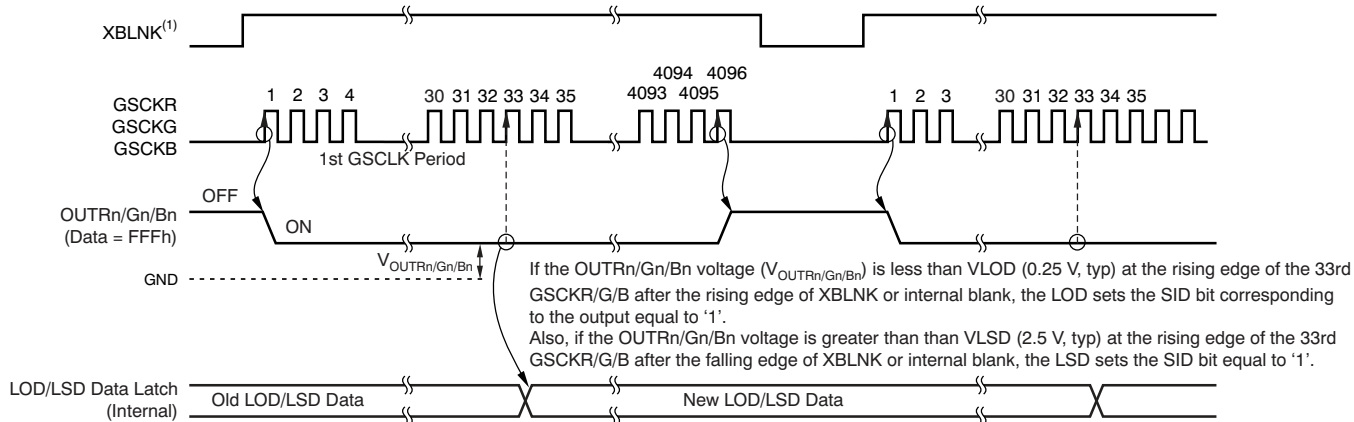 XBLNK(1)
4094 4096
1 2 3 4 30 31 32 33 34 35 4093 4095 1 2 3 30 31 32 33 34 35
GSCKR
GSCKG
GSCKB
1st GSCLK Period
OFF
OUTRn/Gn/Bn
(Data = FFFh)
ON
VOUTRn/Gn/Bn
GND
If the OUTRn/Gn/Bn voltage (VOUTRn/Gn/Bn) is less than VLOD (0.25 V, typ) at the rising edge of the 33rd
GSCKR/G/B after the rising edge of XBLNK or internal blank, the LOD sets the SID bit corresponding
to the output equal to ‘1’.
Also, if the OUTRn/Gn/Bn voltage is greater than than VLSD (2.5 V, typ) at the rising edge of the 33rd
GSCKR/G/B after the falling edge of XBLNK or internal blank, the LSD sets the SID bit equal to ‘1’.
LOD/LSD Data Latch
(Internal)
Old LOD/LSD Data
New LOD/LSD Data